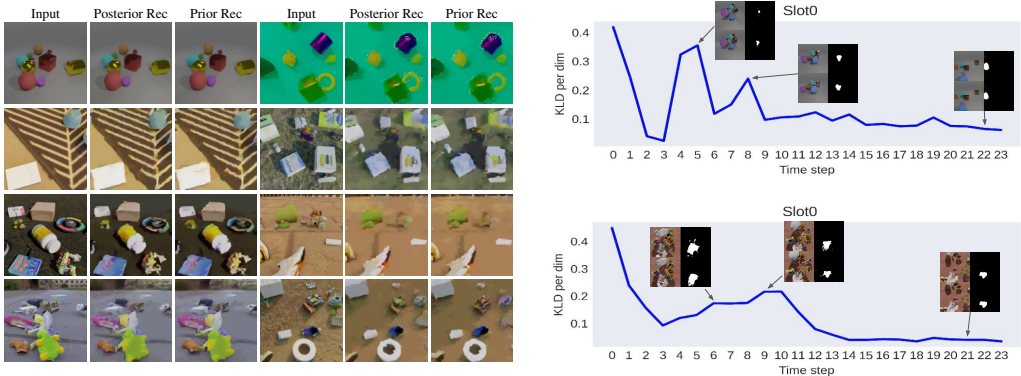 Input Posterior Rec Prior Rec Input Posterior Rec Prior Rec
Slot0
KLD per dim
0.4
0.3
0.2
0.1
0 1 2 3 4 5 6 7 8 9 10 11 12 13 14 15 16 17 18 19 20 21 22 23
Time step
Slot0
KLD per dim
0.4
0.3
0.2
0.1
0 1 2 3 4 5 6 7 8 9 10 11 12 13 14 15 16 17 18 19 20 21 22 23
Time step